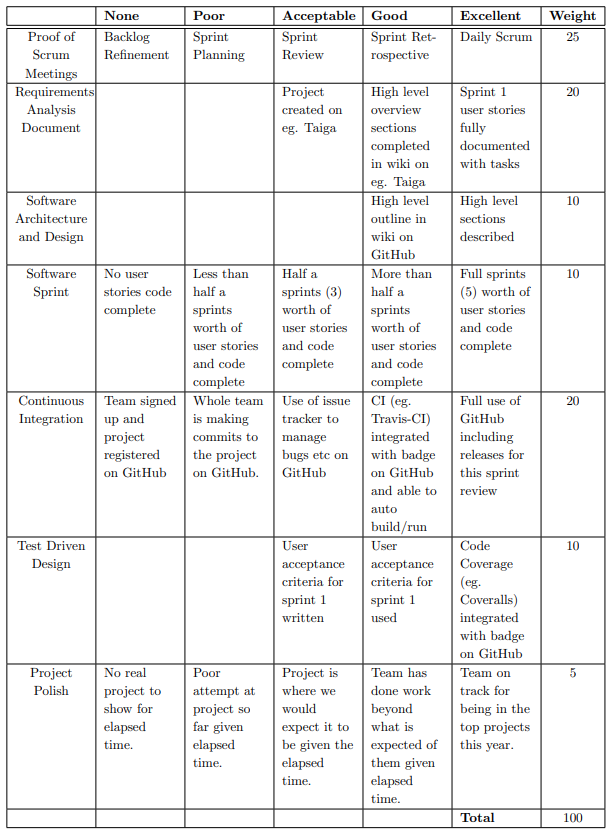 None Poor Acceptable Good Excellent Weight
Proof of Backlog Sprint Sprint Sprint Ret- Daily Scrum 25
Scrum Refinement Planning Review rospective
Meetings
Requirements Project High level Sprint 1 20
Analysis created on overview user stories
Document eg. Taiga sections fully
completed documented
in wiki on with tasks
eg. Taiga
Software High level High level 10
Architecture outline in sections
and Design wiki on described
GitHub
Software No user Less than Half a More than Full sprints 10
Sprint stories code half a sprints (3) half a (5) worth of
complete sprints worth of sprints user stories
worth of user stories worth of and code
user stories and code user stories complete
and code complete and code
complete complete
Continuous Team signed Whole team Use of issue CI (eg. Full use of 20
Integration up and is making tracker to Travis-CI) GitHub
project commits to manage integrated including
registered the project bugs etc on with badge releases for
on GitHub on GitHub. GitHub on GitHub this sprint
and able to review
auto
build/run
Test Driven User User Code 10
Design acceptance acceptance Coverage
criteria for criteria for (eg.
sprint 1 sprint 1 Coveralls)
written used integrated
with badge
on GitHub
Project No real Poor Project is Team has Team on 5
Polish project to attempt at where we done work track for
show for project so would beyond being in the
elapsed far given expect it to what is top projects
time. elapsed be given the expected of this year.
time. elapsed them given
time. elapsed
time.
Total 100